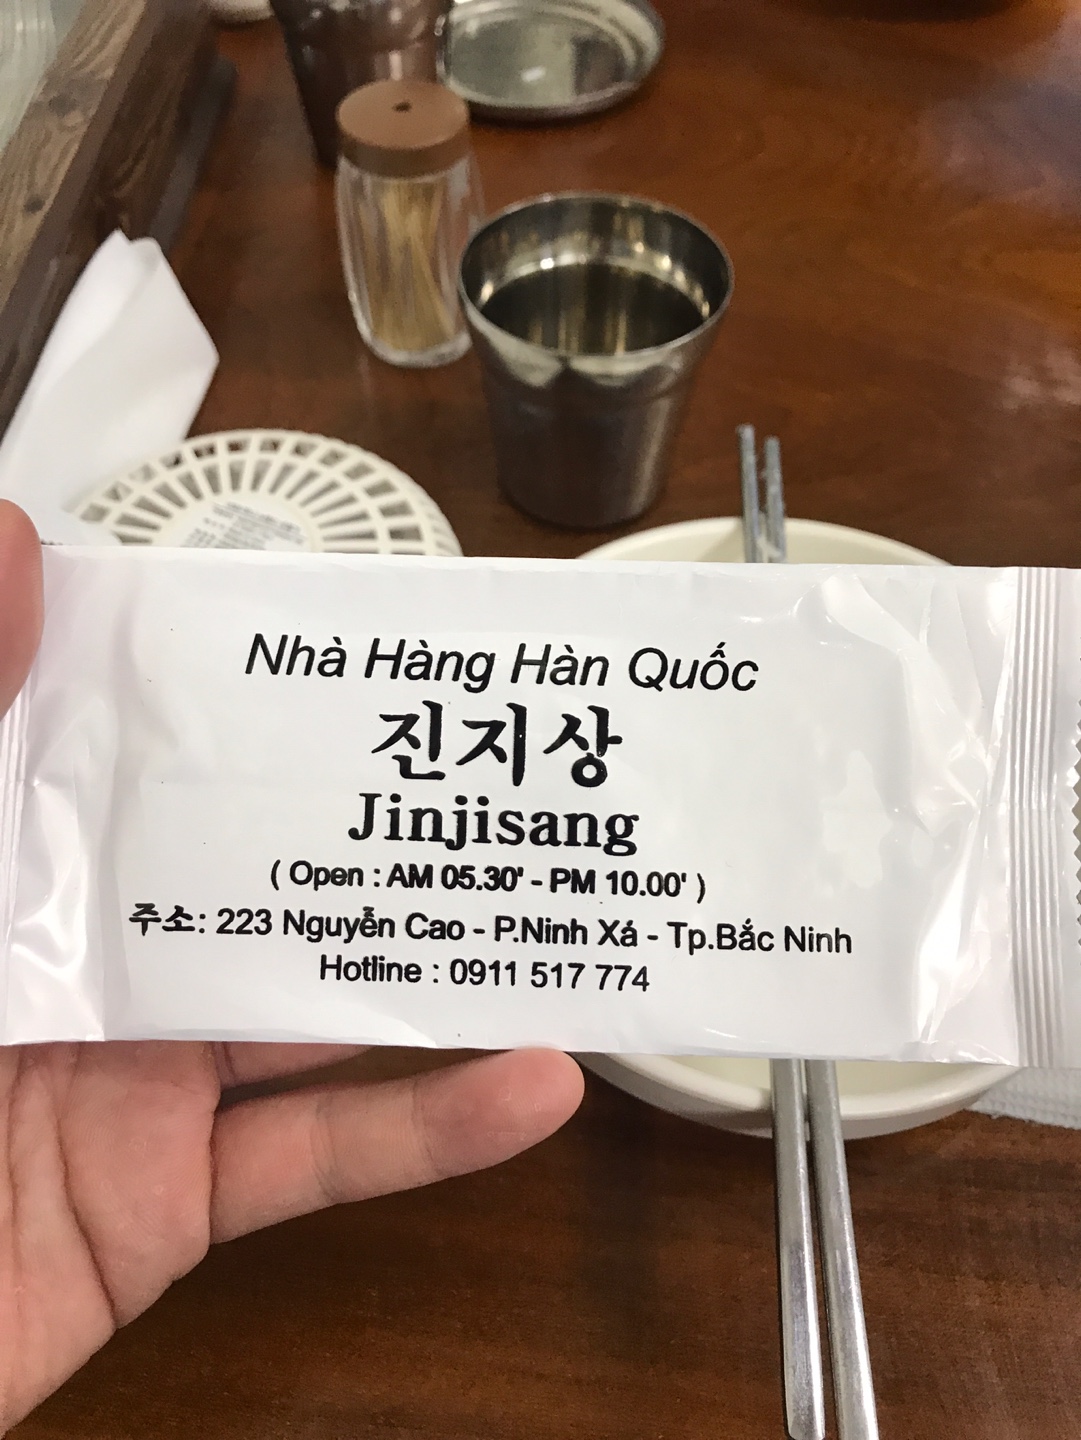 Nhà Hàng Hàn Quốc
진지상
Jinjisang
( Open : AM 05.30' - PM 10.00' )
주소: 223 Nguyễn Cao - P.Ninh Xá - Tp.Bắc Ninh
Hotline : 0911 517 774